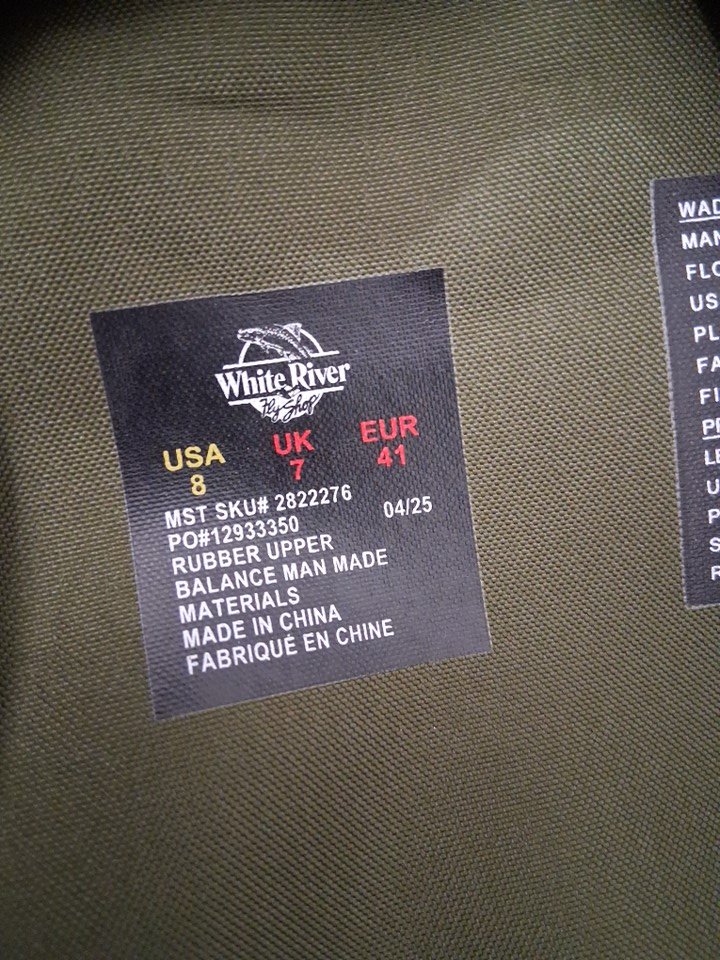 White River
Fly Shop
USA UK EUR
8 7 41
MST SKU# 2822276
PO#12933350 04/25
RUBBER UPPER
BALANCE MAN MADE
MATERIALS
MADE IN CHINA
FABRIQUÉ EN CHINE